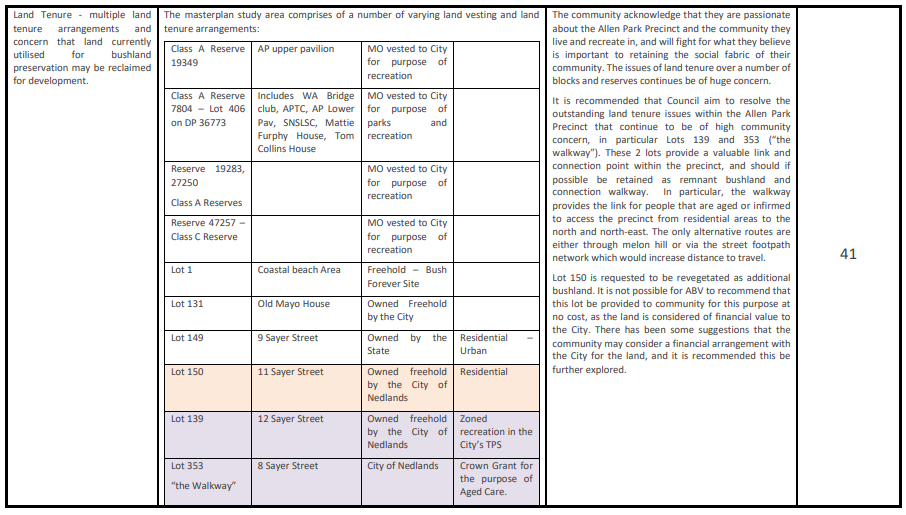 Land Tenure - multiple land
tenure arrangements and
concern that land currently
utilised for bushland
preservation may be reclaimed
for development.
The masterplan study area comprises of a number of varying land vesting and land
tenure arrangements:
Class A Reserve
19349
AP upper pavilion
MO vested to City
for purpose of
recreation
Class A Reserve
7804 – Lot 406
on DP 36773
Includes WA Bridge
club, APTC, AP Lower
Pav, SNSLSC, Mattie
Furphy House, Tom
Collins House
MO vested to City
for purpose of
parks and
recreation
Reserve 19283,
27250
Class A Reserves
MO vested to City
for purpose of
recreation
Reserve 47257 –
Class C Reserve
MO vested to City
for purpose of
recreation
Lot 1
Coastal beach Area
Freehold – Bush
Forever Site
Lot 131
Old Mayo House
Owned Freehold
by the City
Lot 149
9 Sayer Street
Owned by the
State
Residential –
Urban
Lot 150
11 Sayer Street
Owned freehold
by the City of
Nedlands
Residential
Lot 139
12 Sayer Street
Owned freehold
by the City of
Nedlands
Zoned
recreation in the
City's TPS
Lot 353
"the Walkway"
8 Sayer Street
City of Nedlands
Crown Grant for
the purpose of
Aged Care.
The community acknowledge that they are passionate
about the Allen Park Precinct and the community they
live and recreate in, and will fight for what they believe
is important to retaining the social fabric of their
community. The issues of land tenure over a number of
blocks and reserves continues be of huge concern.
It is recommended that Council aim to resolve the
outstanding land tenure issues within the Allen Park
Precinct that continue to be of high community
concern, in particular Lots 139 and 353 ("the
walkway"). These 2 lots provide a valuable link and
connection point within the precinct, and should if
possible be retained as remnant bushland and
connection walkway. In particular, the walkway
provides the link for people that are aged or infirmed
to access the precinct from residential areas to the
north and north-east. The only alternative routes are
either through melon hill or via the street footpath
network which would increase distance to travel.
Lot 150 is requested to be revegetated as additional
bushland. It is not possible for ABV to recommend that
this lot be provided to community for this purpose at
no cost, as the land is considered of financial value to
the City. There has been some suggestions that the
community may consider a financial arrangement with
the City for the land, and it is recommended this be
further explored.
41